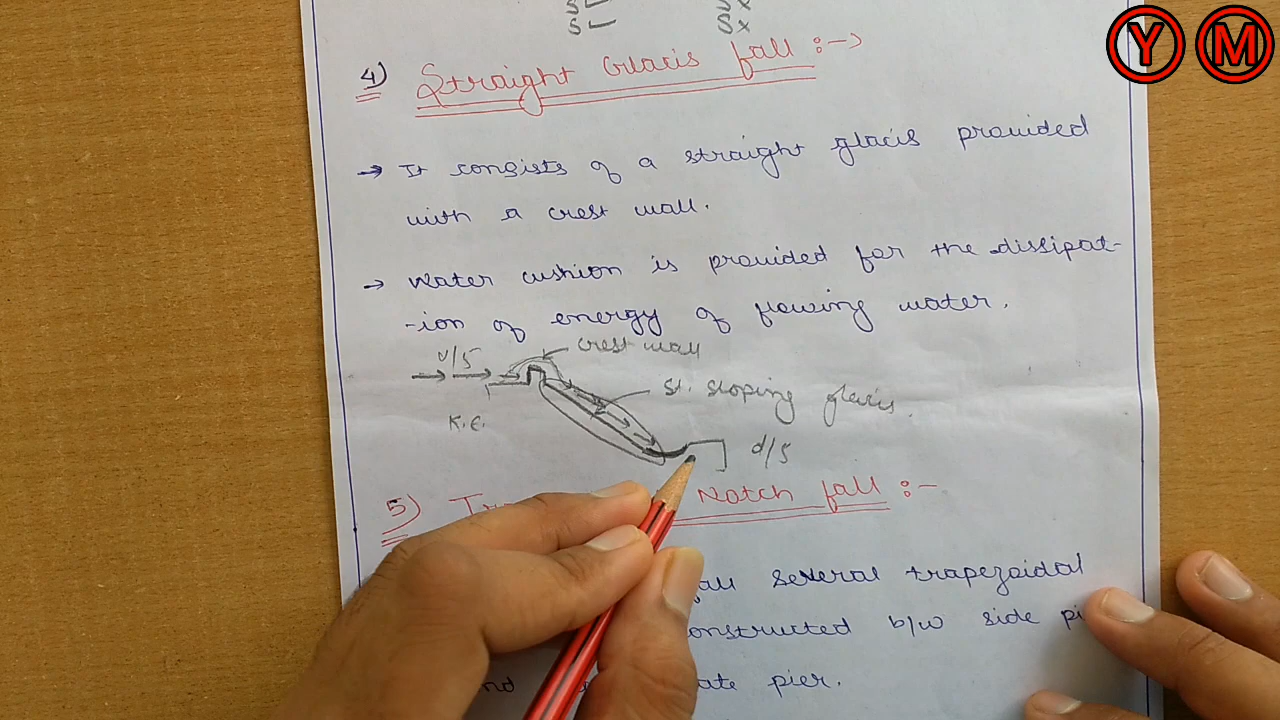 S ✓ S x
S ✓ S x
Y M
4) Straight Glacis fall :→
→ It consists of a straight glacis provided
with a crest wall.
→ Water cushion is provided for the dissipat-
-ion of energy of flowing water.
U/S crest wall
st. sloping glacis.
K.E.
d/s
5) Notch fall :-
several trapezoidal
onstructed b/w side
pier.